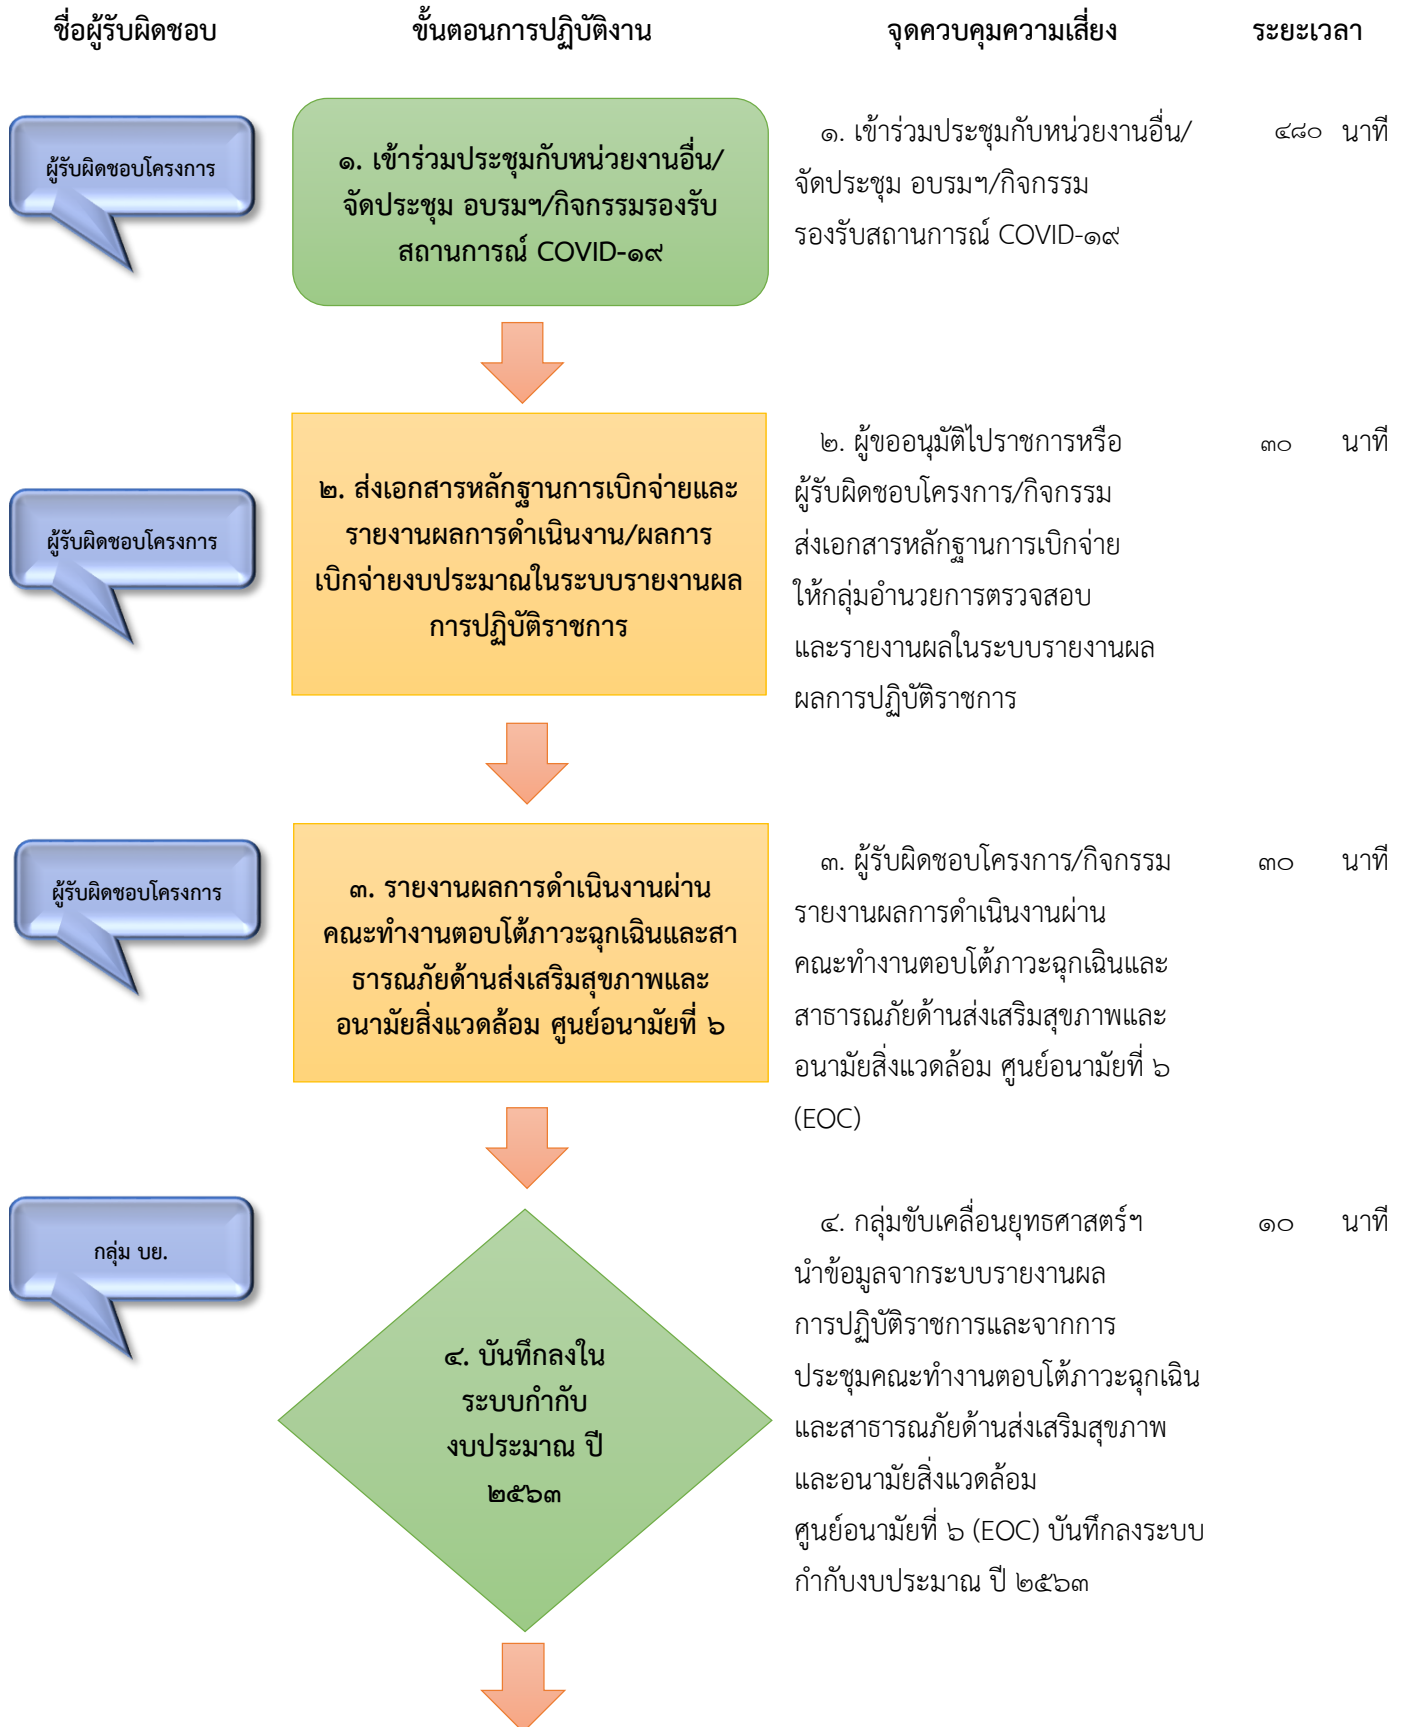 ชื่อผู้รับผิดชอบ ขั้นตอนการปฏิบัติงาน จุดควบคุมความเสี่ยง ระยะเวลา
ผู้รับผิดชอบโครงการ
๑. เข้าร่วมประชุมกับหน่วยงานอื่น/
จัดประชุม อบรมฯ/กิจกรรมรองรับ
สถานการณ์ COVID-๑๙
๑. เข้าร่วมประชุมกับหน่วยงานอื่น/ ๔๘๐ นาที
จัดประชุม อบรมฯ/กิจกรรม
รองรับสถานการณ์ COVID-๑๙
ผู้รับผิดชอบโครงการ
๒. ส่งเอกสารหลักฐานการเบิกจ่ายและ
รายงานผลการดำเนินงาน/ผลการ
เบิกจ่ายงบประมาณในระบบรายงานผล
การปฏิบัติราชการ
๒. ผู้ขออนุมัติไปราชการหรือ ๓๐ นาที
ผู้รับผิดชอบโครงการ/กิจกรรม
ส่งเอกสารหลักฐานการเบิกจ่าย
ให้กลุ่มอำนวยการตรวจสอบ
และรายงานผลในระบบรายงานผล
ผลการปฏิบัติราชการ
ผู้รับผิดชอบโครงการ
๓. รายงานผลการดำเนินงานผ่าน
คณะทำงานตอบโต้ภาวะฉุกเฉินและสา
ธารณภัยด้านส่งเสริมสุขภาพและ
อนามัยสิ่งแวดล้อม ศูนย์อนามัยที่ ๖
๓. ผู้รับผิดชอบโครงการ/กิจกรรม ๓๐ นาที
รายงานผลการดำเนินงานผ่าน
คณะทำงานตอบโต้ภาวะฉุกเฉินและ
สาธารณภัยด้านส่งเสริมสุขภาพและ
อนามัยสิ่งแวดล้อม ศูนย์อนามัยที่ ๖
(EOC)
กลุ่ม บย.
๔. บันทึกลงใน
ระบบกำกับ
งบประมาณ ปี
๒๕๖๓
๔. กลุ่มขับเคลื่อนยุทธศาสตร์ฯ ๑๐ นาที
นำข้อมูลจากระบบรายงานผล
การปฏิบัติราชการและจากการ
ประชุมคณะทำงานตอบโต้ภาวะฉุกเฉิน
และสาธารณภัยด้านส่งเสริมสุขภาพ
และอนามัยสิ่งแวดล้อม
ศูนย์อนามัยที่ ๖ (EOC) บันทึกลงระบบ
กำกับงบประมาณ ปี ๒๕๖๓